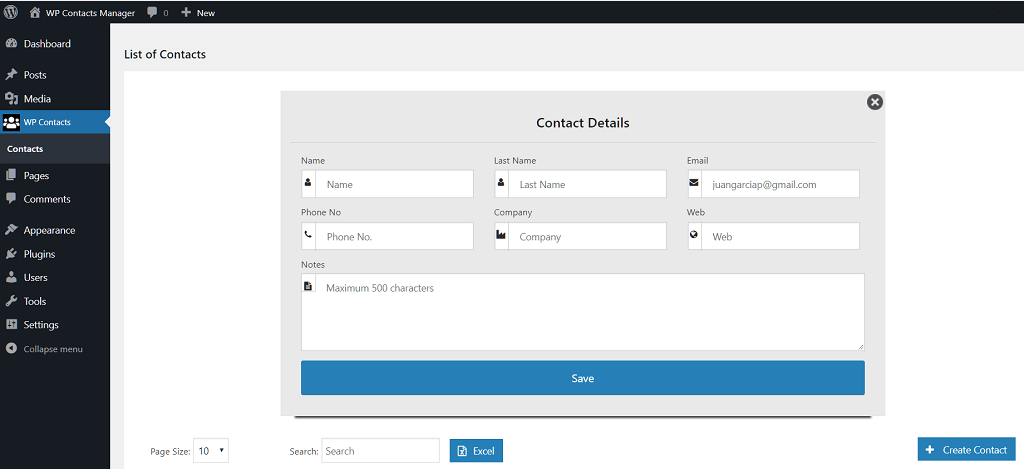 WP Contacts Manager 0 New
Dashboard
Posts
Media
WP Contacts
Contacts
Pages
Comments
Appearance
Plugins
Users
Tools
Settings
Collapse menu
List of Contacts
Contact Details
Name Last Name Email
Name Last Name juangarciap@gmail.com
Phone No Company Web
Phone No. Company Web
Notes
Maximum 500 characters
Save
Page Size: 10 Search: Search Excel Create Contact